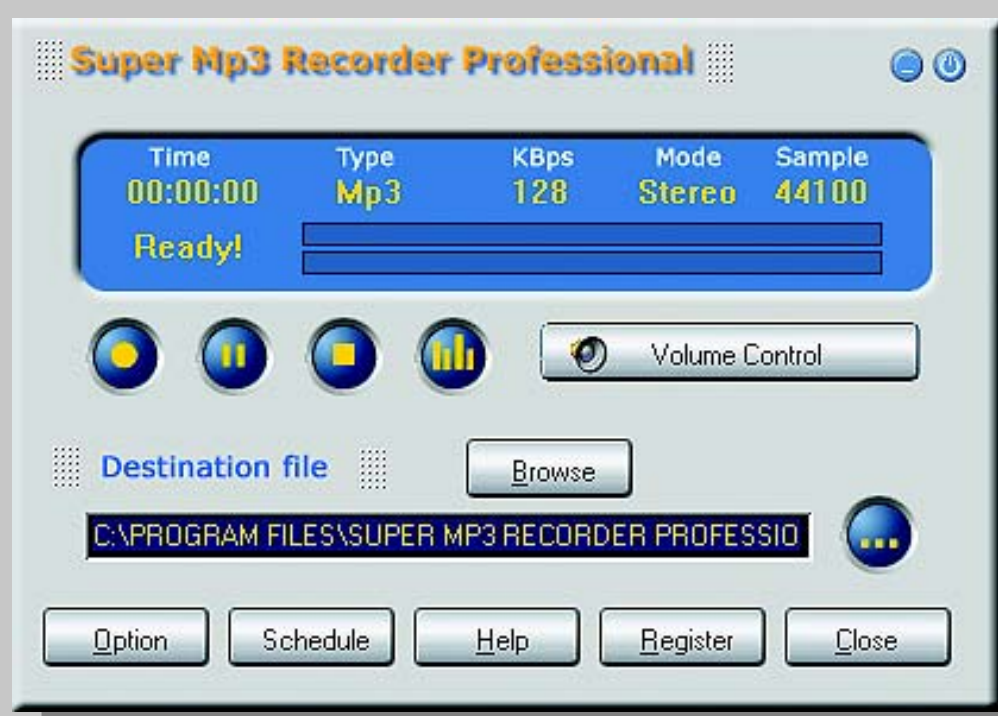 Super Mp3 Recorder Professional
Time Type KBps Mode Sample
00:00:00 Mp3 128 Stereo 44100
Ready!
Volume Control
Destination file Browse
C:\PROGRAM FILES\SUPER MP3 RECORDER PROFESSIO
...
Option Schedule Help Register Close